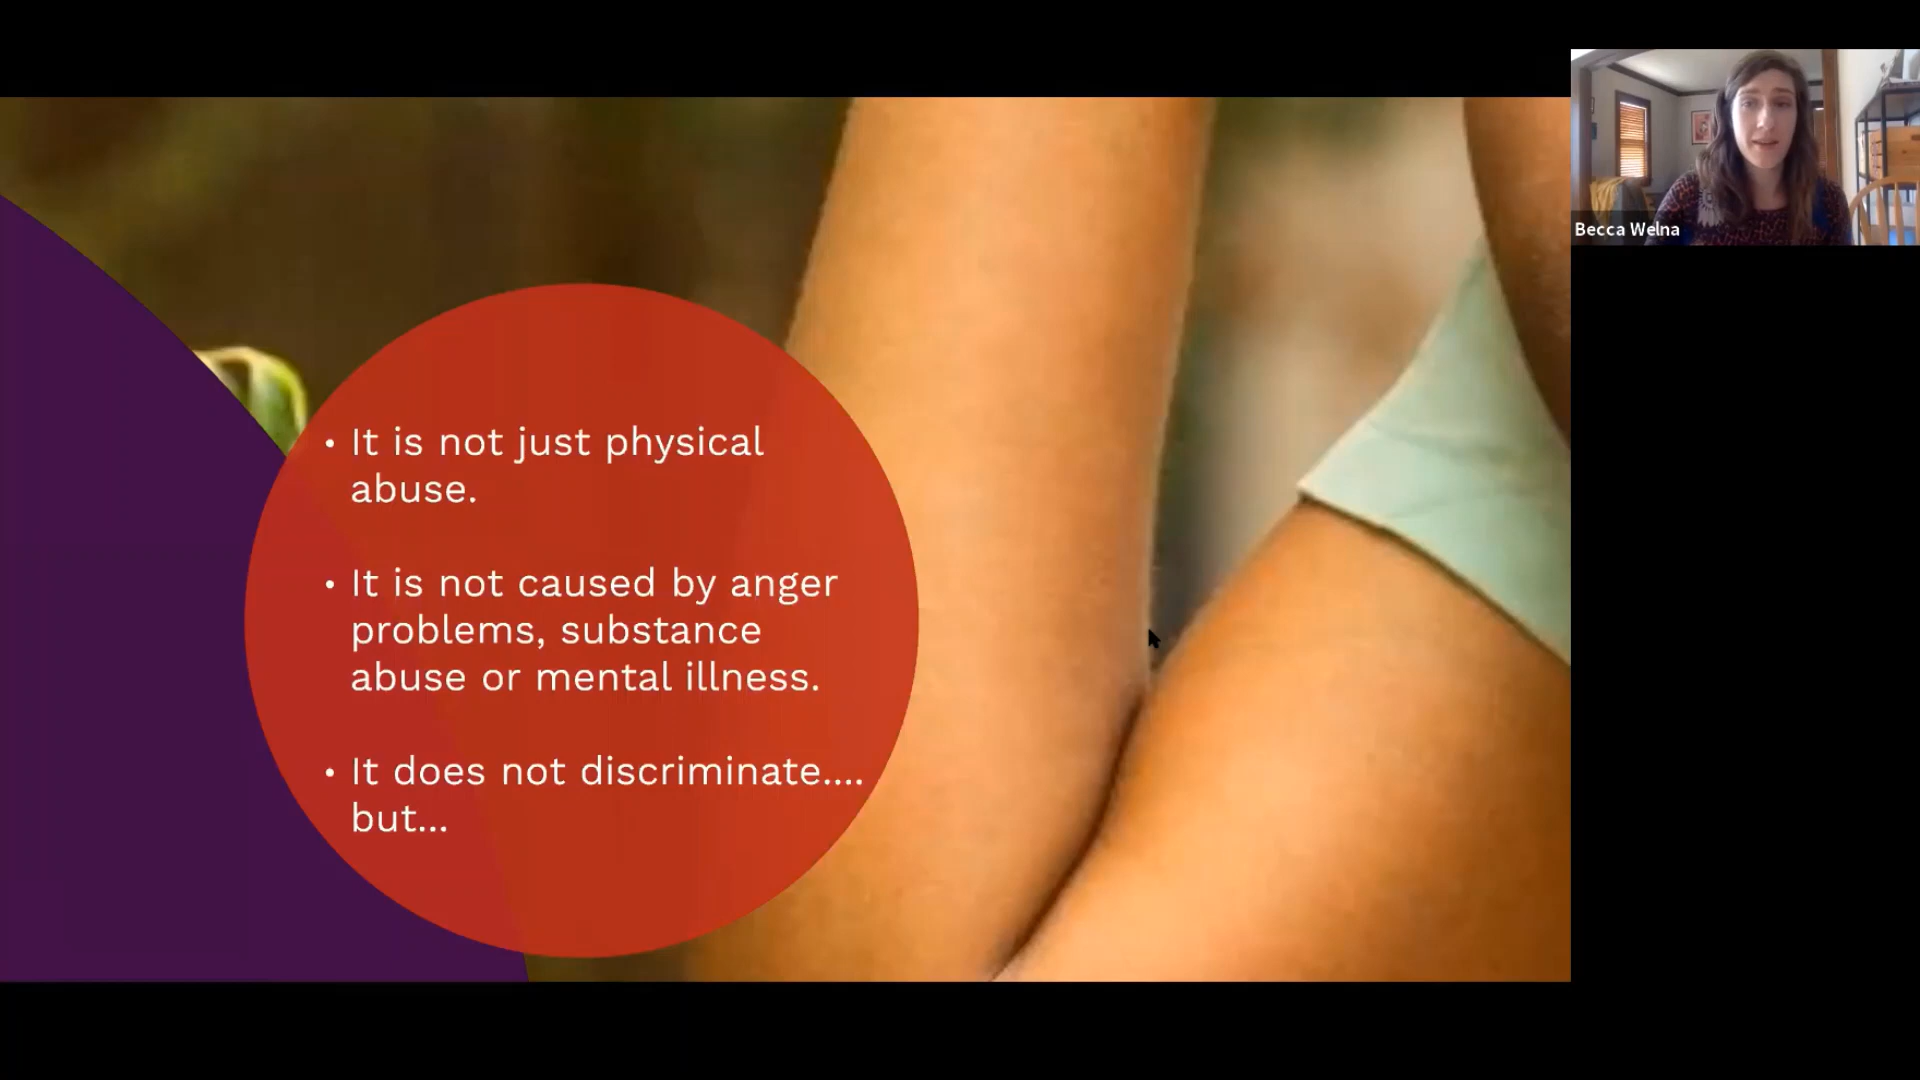 • It is not just physical
abuse.
• It is not caused by anger
problems, substance
abuse or mental illness.
• It does not discriminate....
but...
Becca Welna